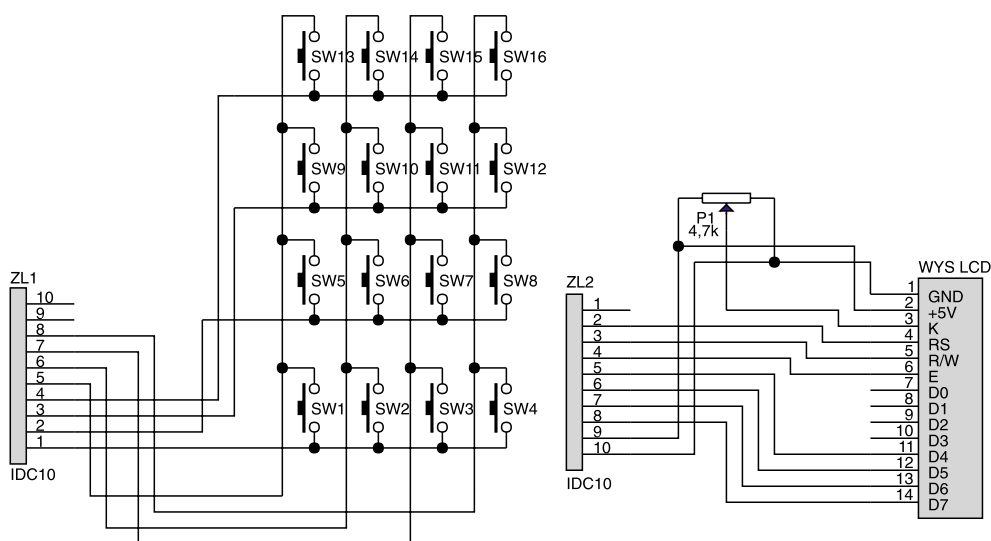 SW13 SW14 SW15 SW16
SW9 SW10 SW11 SW12
SW5 SW6 SW7 SW8
SW1 SW2 SW3 SW4
ZL1
10
9
8
7
6
5
4
3
2
1
IDC10
P1
4,7k
ZL2
1
2
3
4
5
6
7
8
9
10
IDC10
WYS LCD
1 GND
2 +5V
3 K
4 RS
5 R/W
6 E
7 D0
8 D1
9 D2
10 D3
11 D4
12 D5
13 D6
14 D7